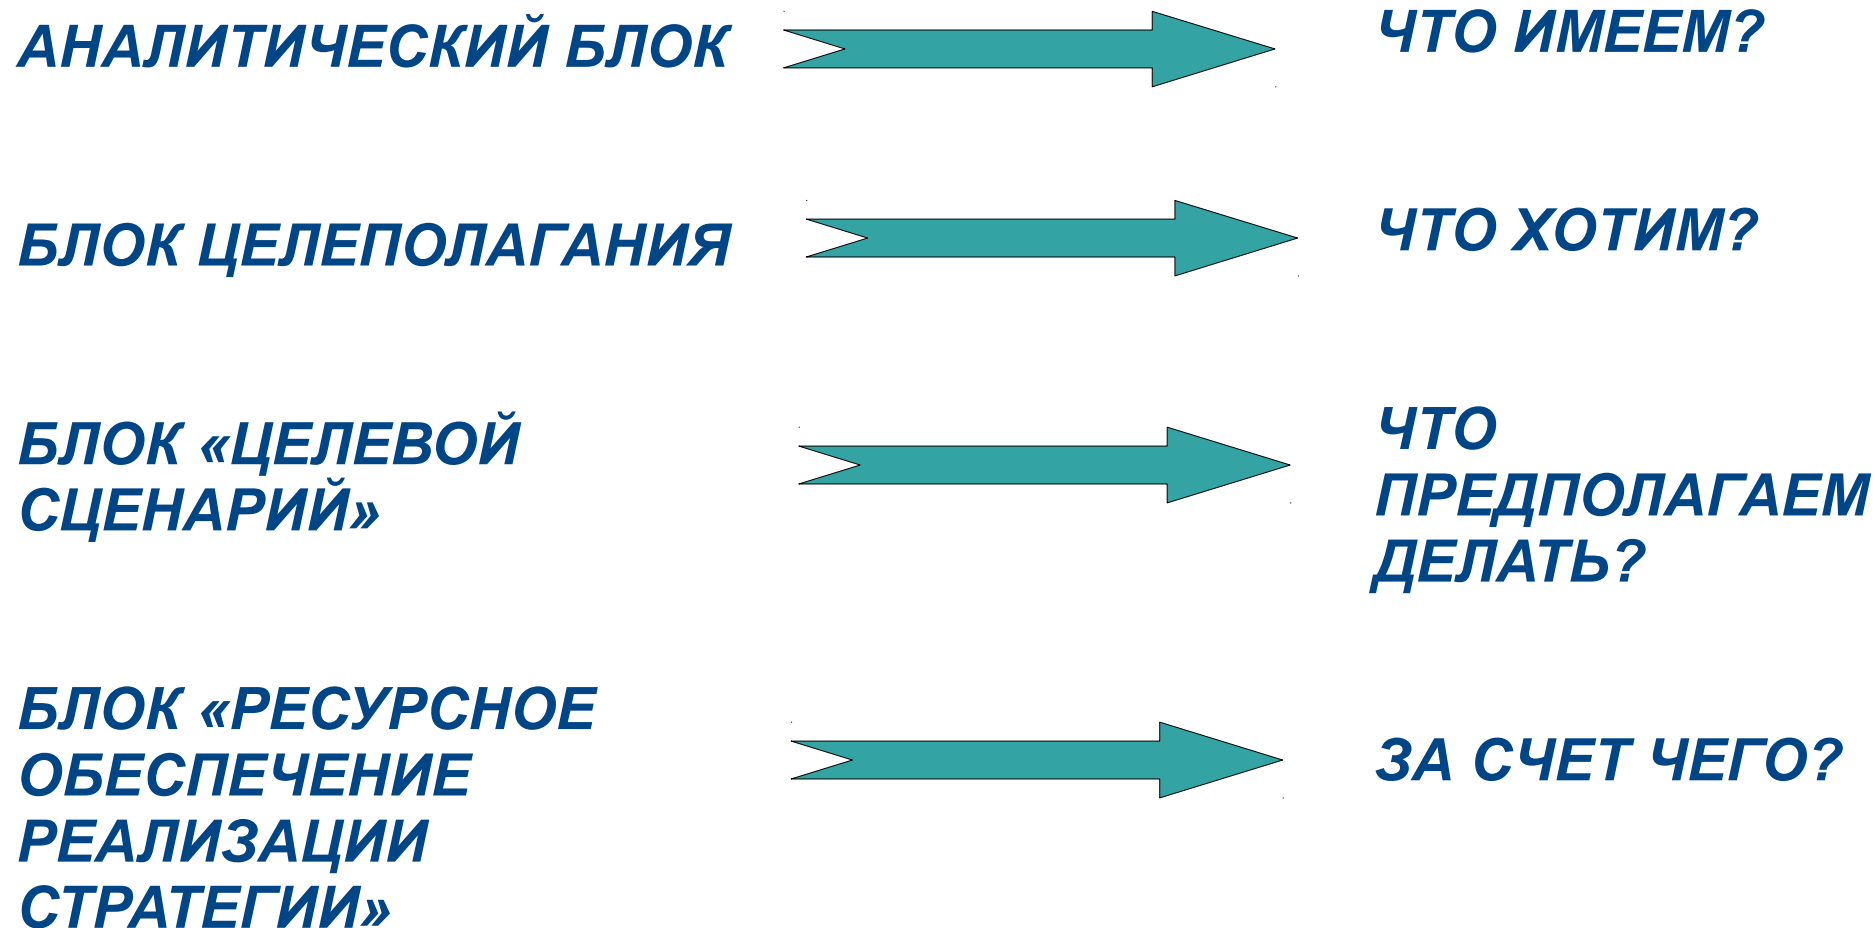 АНАЛИТИЧЕСКИЙ БЛОК
ЧТО ИМЕЕМ?
БЛОК ЦЕЛЕПОЛАГАНИЯ
ЧТО ХОТИМ?
БЛОК «ЦЕЛЕВОЙ
СЦЕНАРИЙ»
ЧТО
ПРЕДПОЛАГАЕМ
ДЕЛАТЬ?
БЛОК «РЕСУРСНОЕ
ОБЕСПЕЧЕНИЕ
РЕАЛИЗАЦИИ
СТРАТЕГИИ»
ЗА СЧЕТ ЧЕГО?